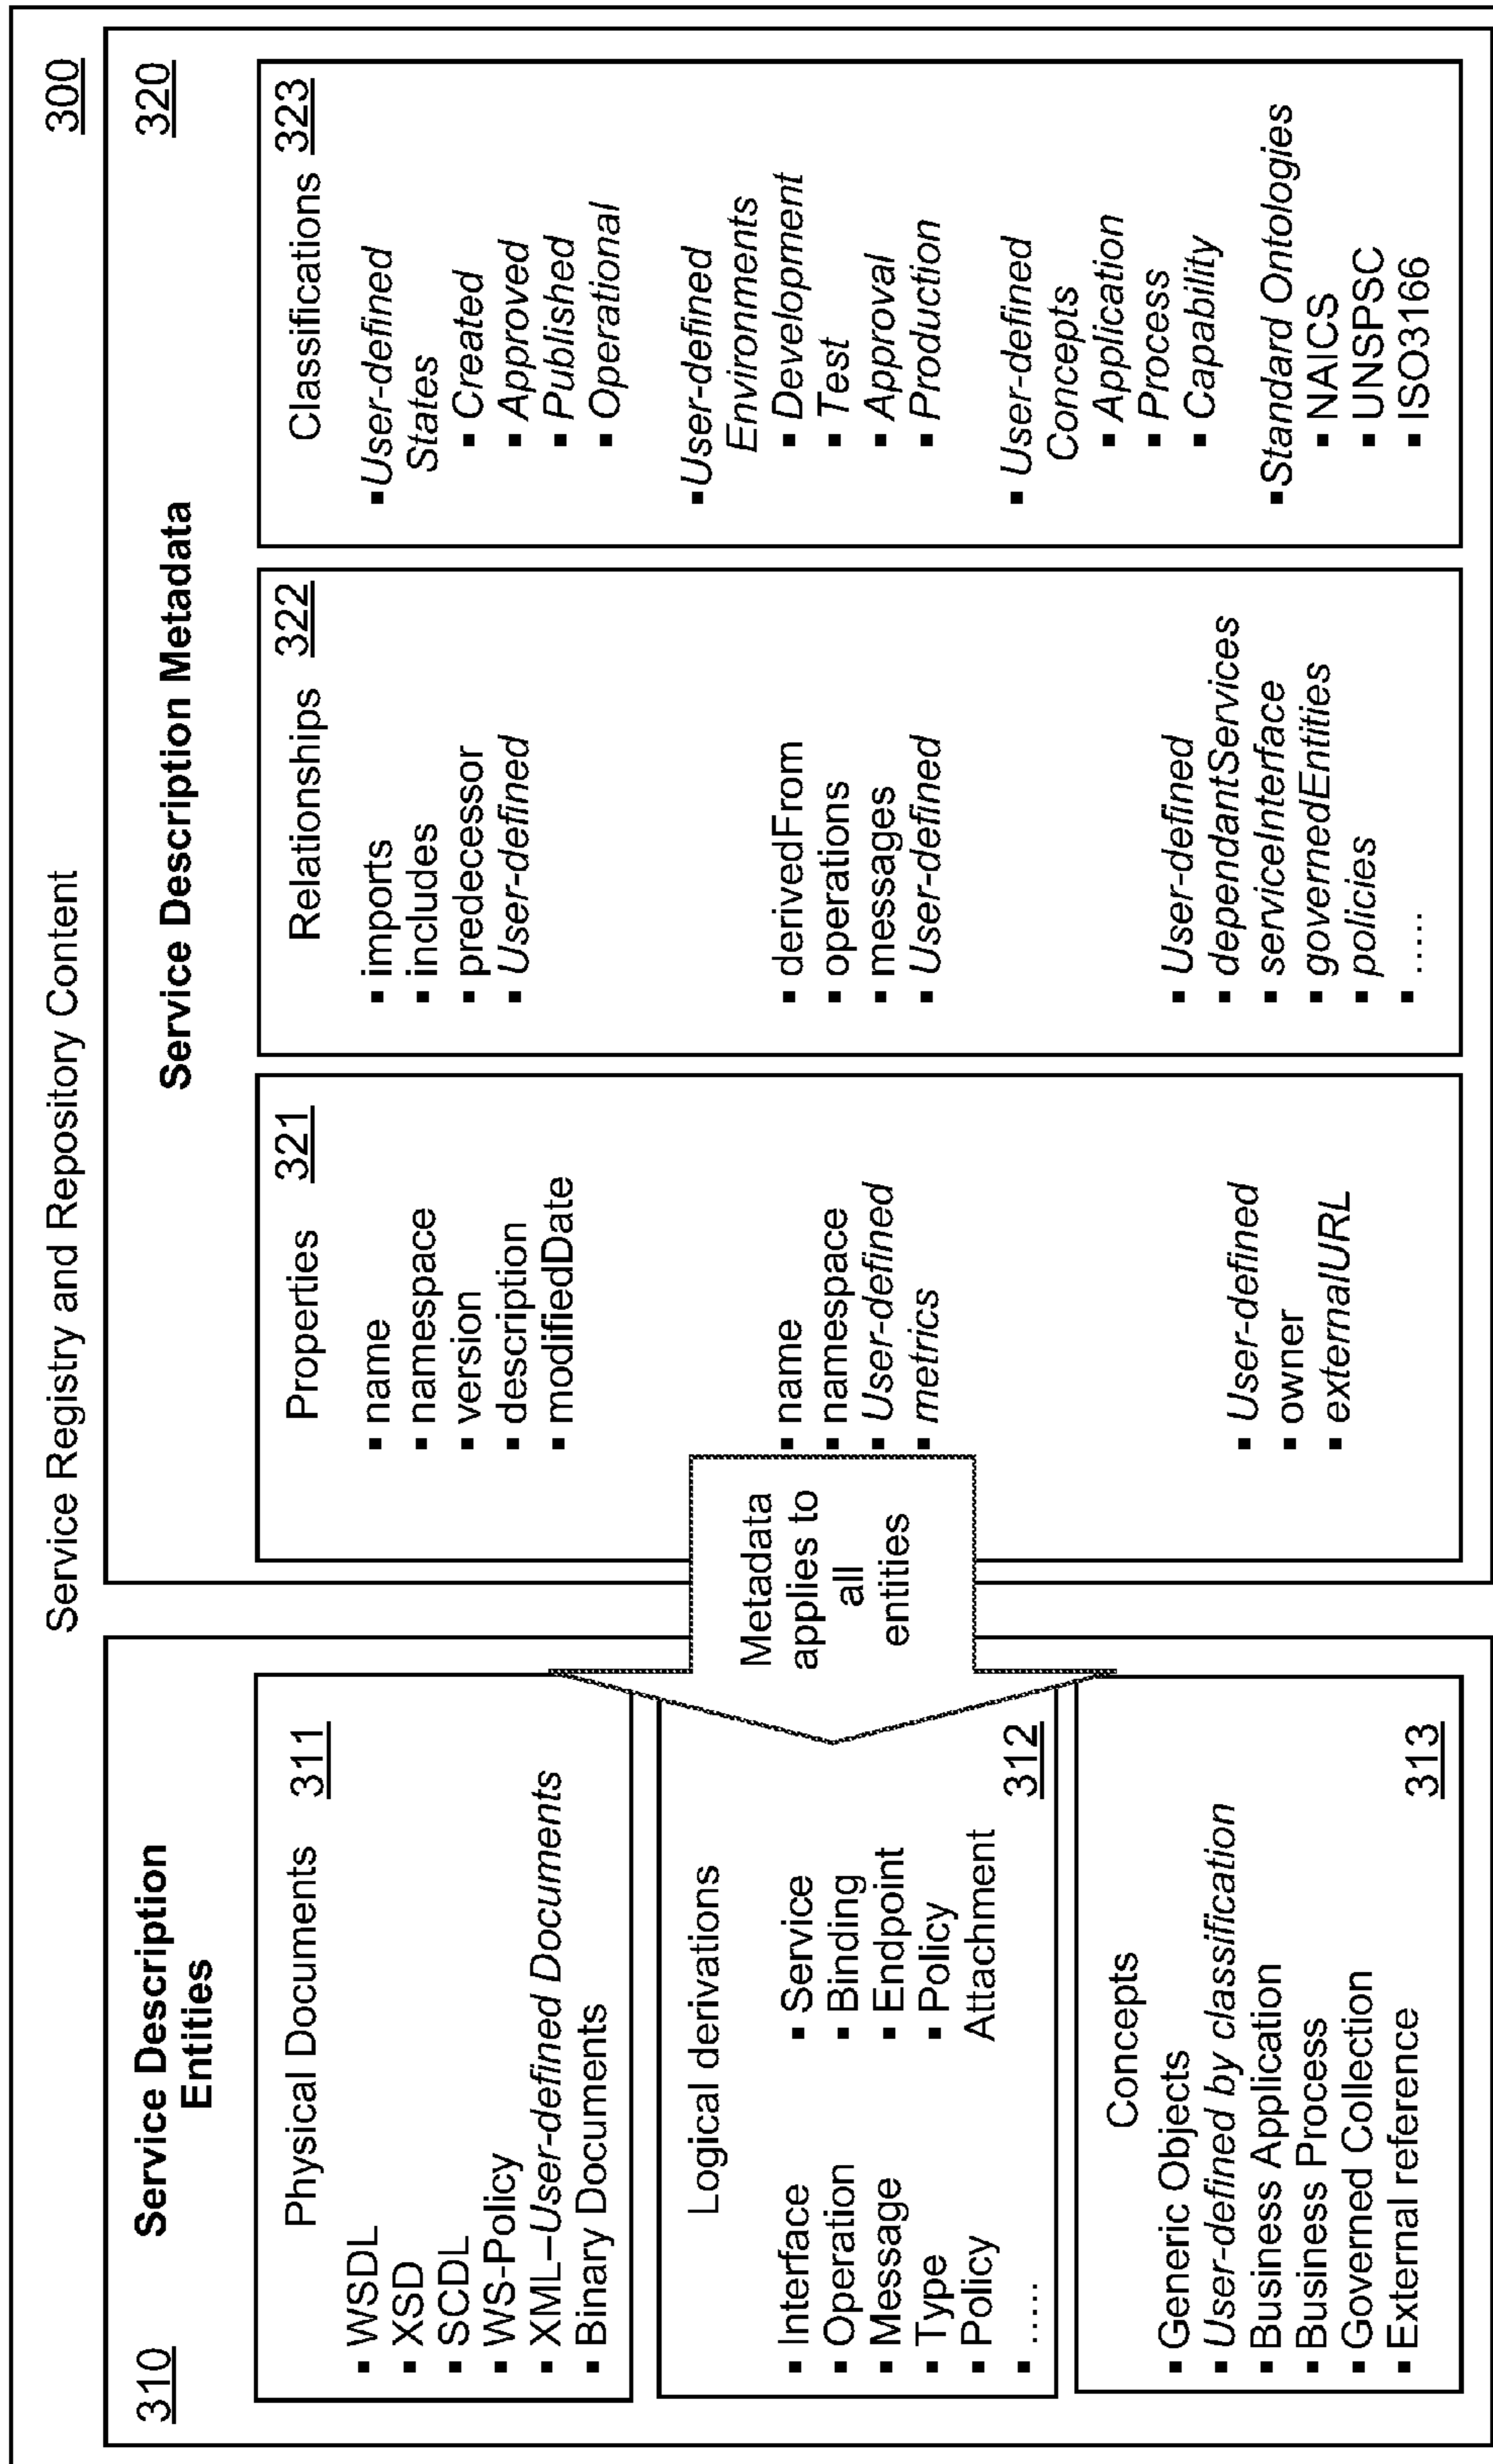 Service Registry and Repository Content
300
310
Service Description
Entities
Physical Documents 311
▪ WSDL
▪ XSD
▪ SCDL
▪ WS-Policy
▪ XML–User-defined Documents
▪ Binary Documents
Logical derivations
▪ Interface
▪ Operation
▪ Message
▪ Type
▪ Policy
▪ .....
▪ Service
▪ Binding
▪ Endpoint
▪ Policy
Attachment
312
Concepts
▪ Generic Objects
▪ User-defined by classification
▪ Business Application
▪ Business Process
▪ Governed Collection
▪ External reference
313
Metadata
applies to
all
entities
Service Description Metadata
320
Properties 321
▪ name
▪ namespace
▪ version
▪ description
▪ modifiedDate
▪ name
▪ namespace
▪ User-defined
▪ metrics
▪ User-defined
▪ owner
▪ externalURL
Relationships 322
▪ imports
▪ includes
▪ predecessor
▪ User-defined
▪ derivedFrom
▪ operations
▪ messages
▪ User-defined
▪ User-defined
▪ dependantServices
▪ serviceInterface
▪ governedEntities
▪ policies
▪ .....
Classifications 323
▪User-defined
States
▪ Created
▪ Approved
▪ Published
▪ Operational
▪User-defined
Environments
▪ Development
▪ Test
▪ Approval
▪ Production
▪ User-defined
Concepts
▪ Application
▪ Process
▪ Capability
▪Standard Ontologies
▪ NAICS
▪ UNSPSC
▪ ISO3166